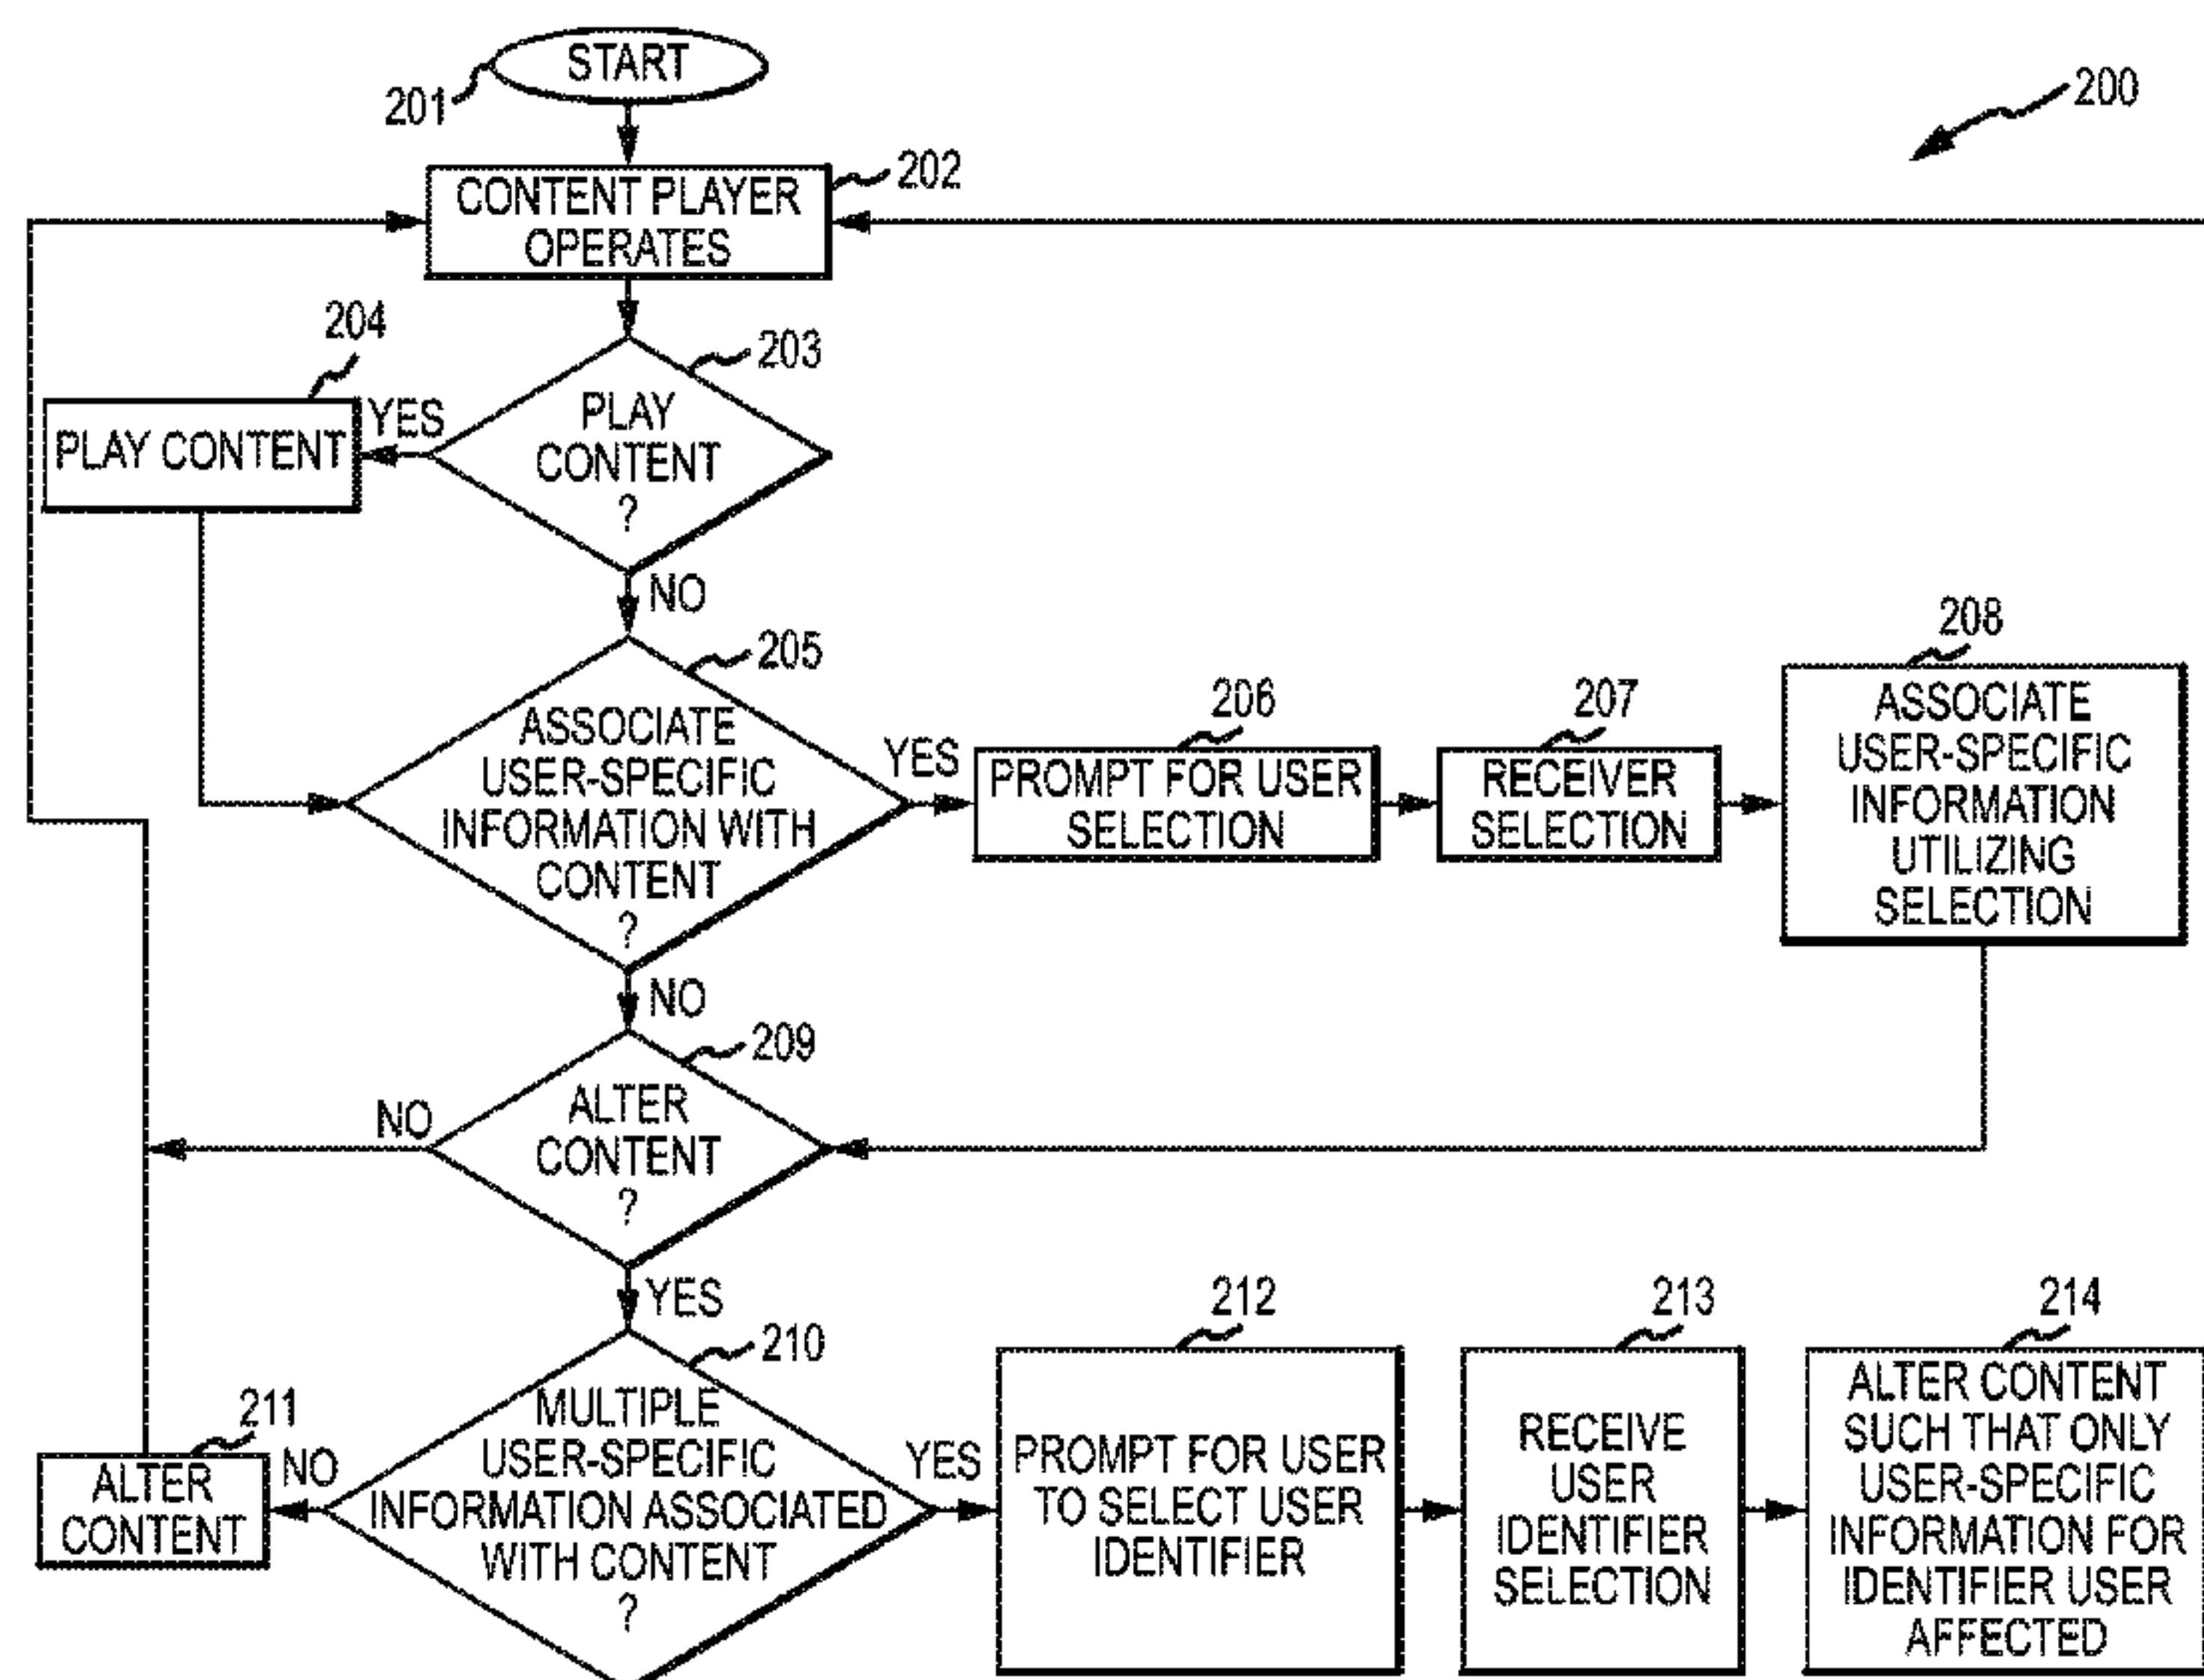 START
201
200
CONTENT PLAYER
OPERATES
202
204
203
PLAY CONTENT
YES
PLAY
CONTENT
?
NO
205
ASSOCIATE
USER-SPECIFIC
INFORMATION WITH
CONTENT
?
YES
206
PROMPT FOR USER
SELECTION
207
RECEIVER
SELECTION
208
ASSOCIATE
USER-SPECIFIC
INFORMATION
UTILIZING
SELECTION
NO
209
ALTER
CONTENT
?
NO
YES
210
MULTIPLE
USER-SPECIFIC
INFORMATION ASSOCIATED
WITH CONTENT
?
211
ALTER
CONTENT
NO
YES
212
PROMPT FOR USER
TO SELECT USER
IDENTIFIER
213
RECEIVE
USER
IDENTIFIER
SELECTION
214
ALTER CONTENT
SUCH THAT ONLY
USER-SPECIFIC
INFORMATION FOR
IDENTIFIER USER
AFFECTED